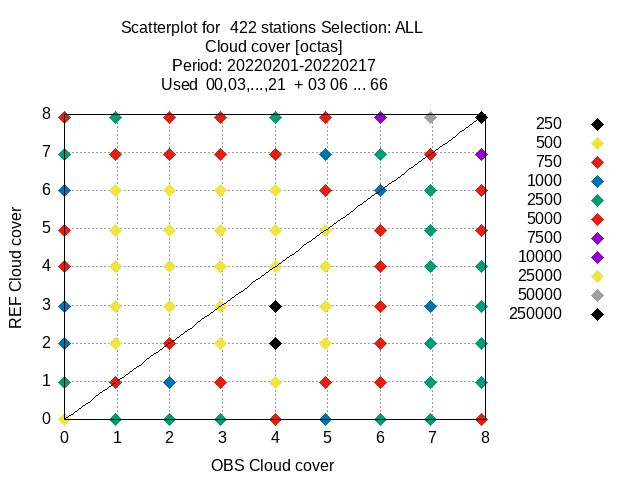 Scatterplot for  422 stations Selection: ALL
Cloud cover [octas]
Period: 20220201-20220217
Used  00,03,...,21  + 03 06 ... 66
8
7
6
5
4
3
2
1
0
REF Cloud cover
0 1 2 3 4 5 6 7 8
OBS Cloud cover
250
500
750
1000
2500
5000
7500
10000
25000
50000
250000